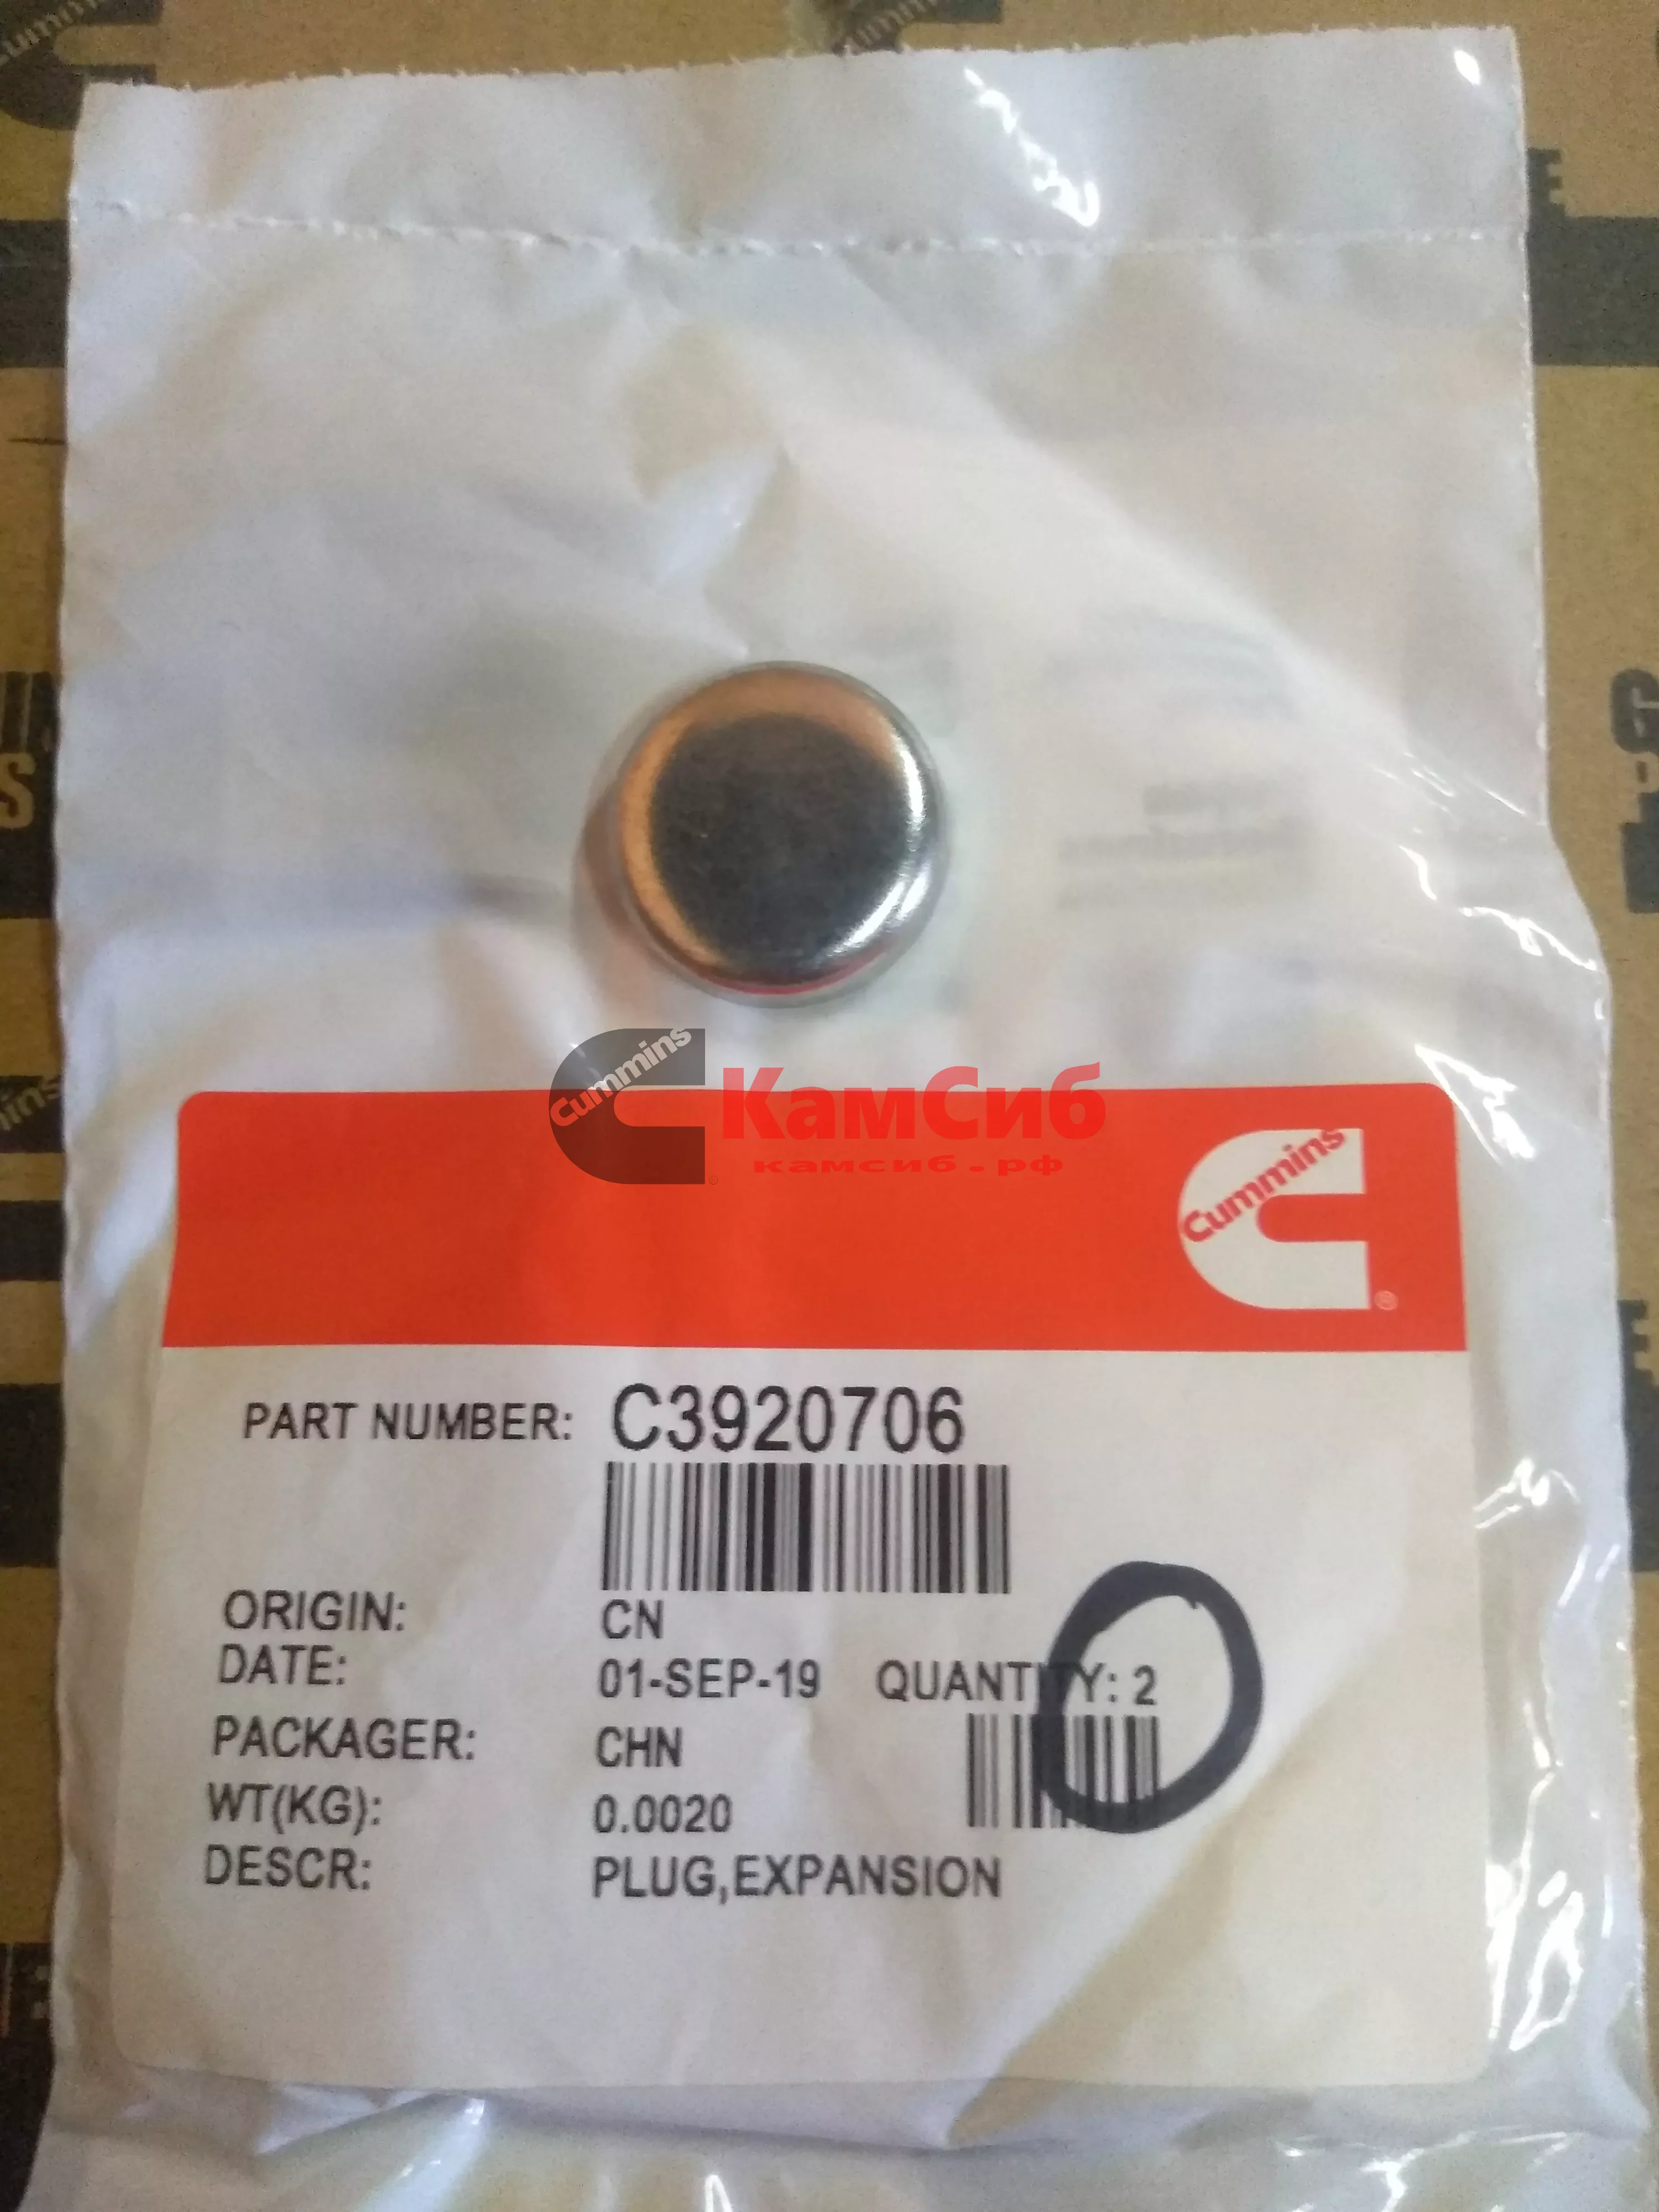 Cummins
КамСиб
камсиб.рф
Cummins
®
PART NUMBER: C3920706
ORIGIN: CN
DATE: 01-SEP-19 QUANTITY: 2
PACKAGER: CHN
WT(KG): 0.0020
DESCR: PLUG,EXPANSION